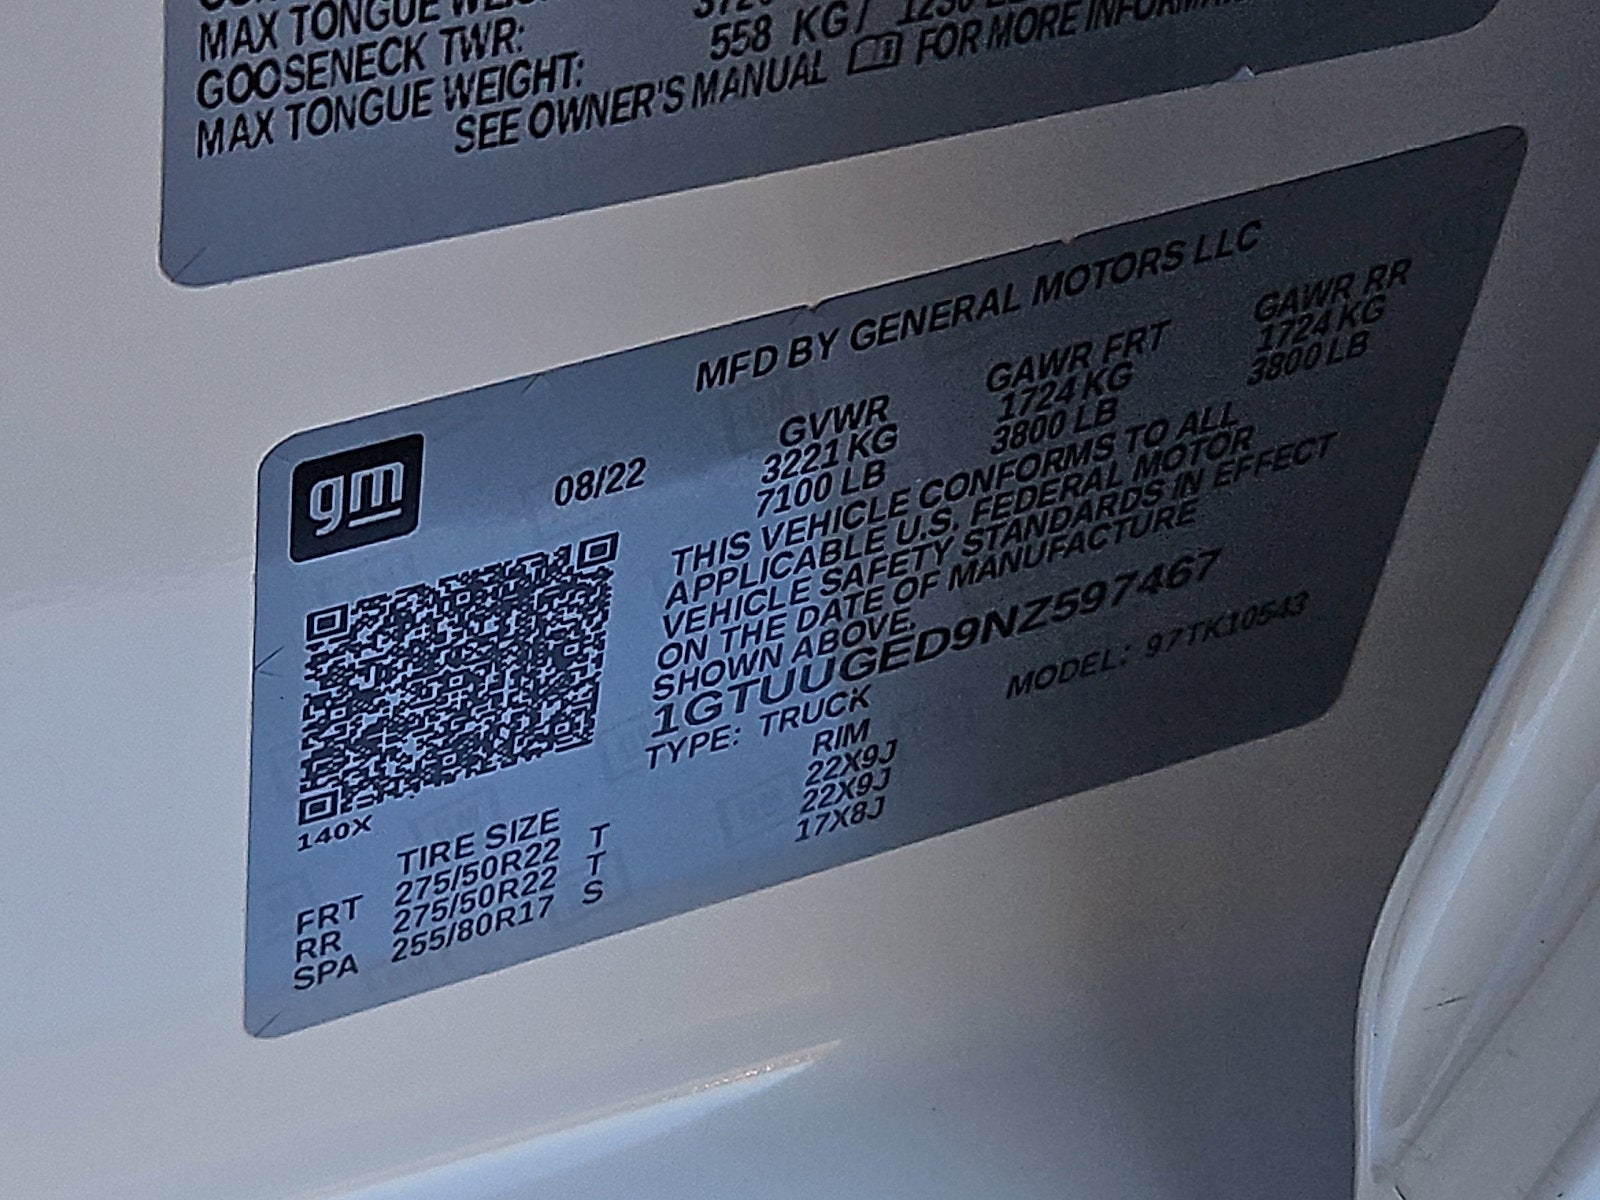 MAX TONGUE
GOOSENECK TWR:
MAX TONGUE WEIGHT: 558 KG/
SEE OWNER'S MANUAL FOR MORE
MFD BY GENERAL MOTORS LLC
gm
08/22
GVWR GAWR FRT GAWR RR
3221 KG 1724 KG 1724 KG
7100 LB 3800 LB 3800 LB
THIS VEHICLE CONFORMS TO ALL
APPLICABLE U.S. FEDERAL MOTOR
VEHICLE SAFETY STANDARDS IN EFFECT
ON THE DATE OF MANUFACTURE
SHOWN ABOVE.
1GTUUGED9NZ597467
TYPE: TRUCK MODEL: 97TK10543
140X
TIRE SIZE RIM
FRT 275/50R22 T 22X9J
RR 275/50R22 T 22X9J
SPA 255/80R17 S 17X8J